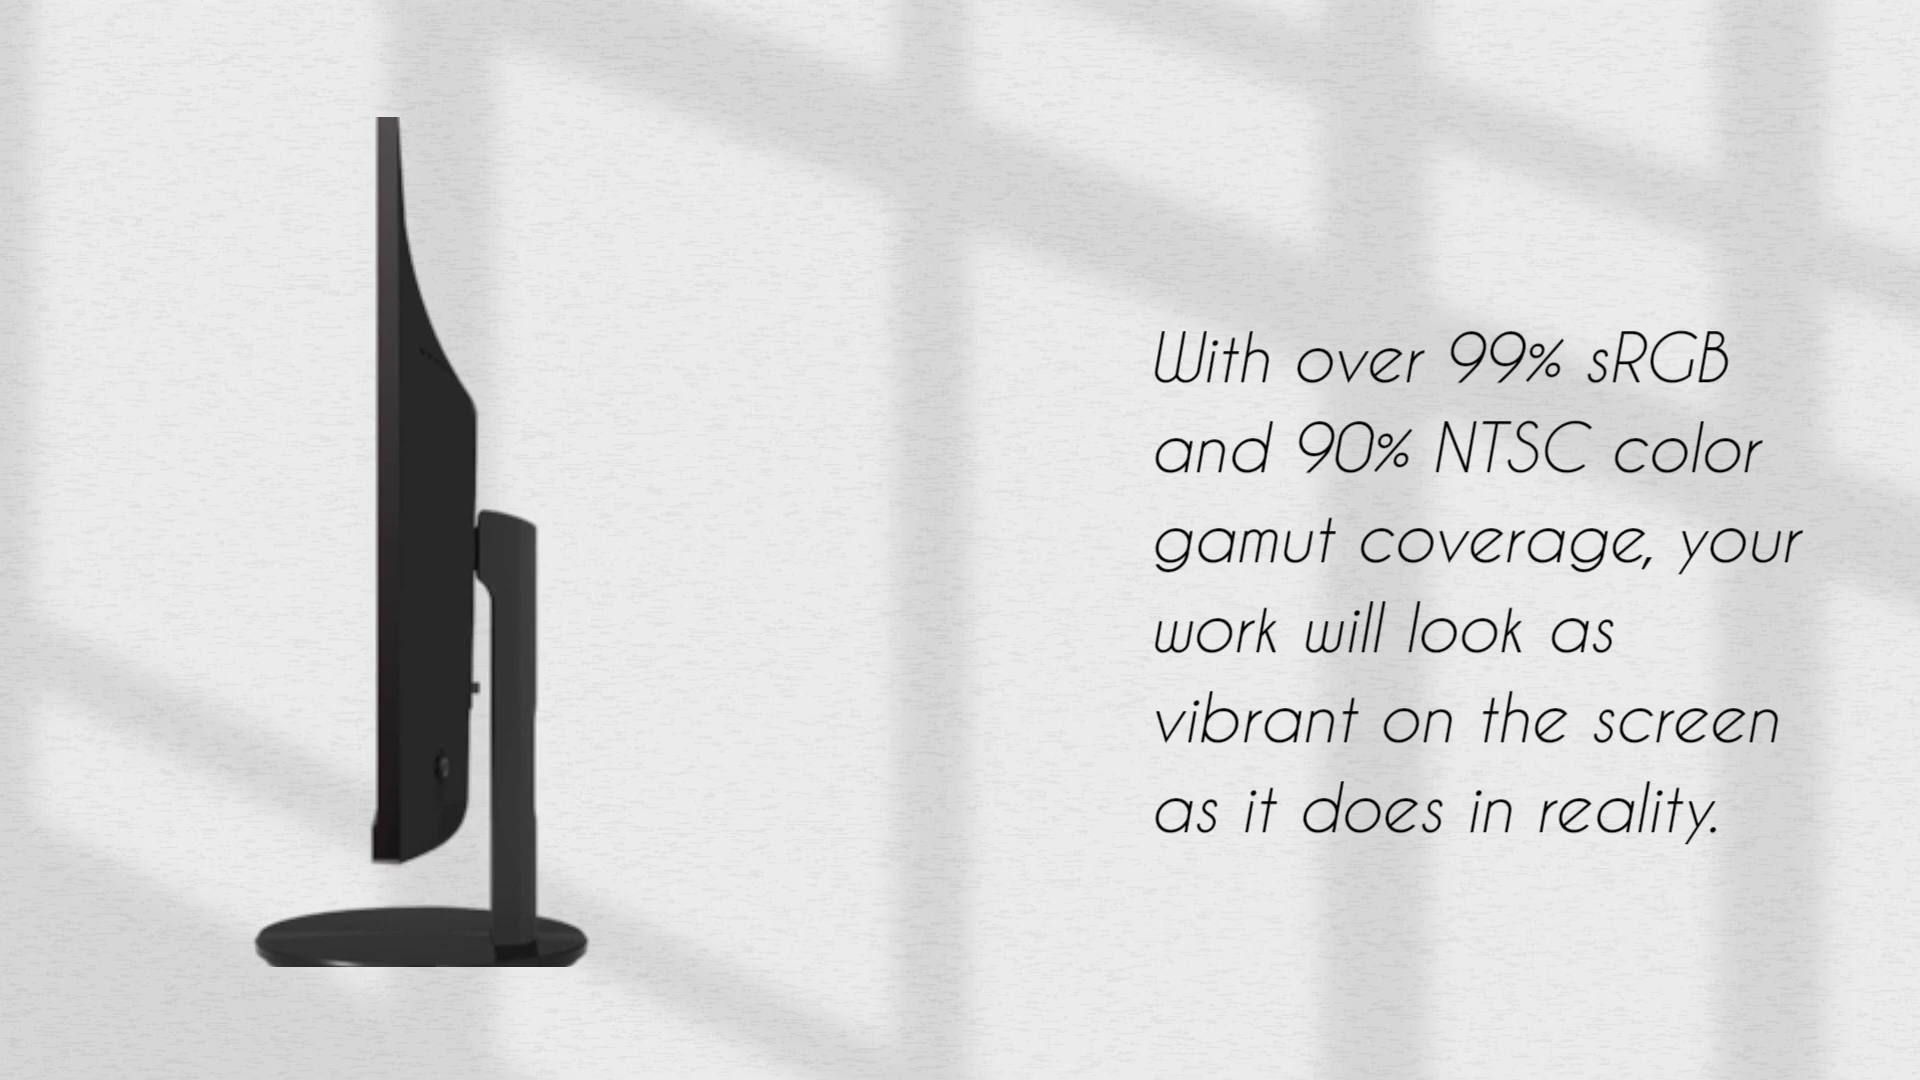 With over 99% sRGB
and 90% NTSC color
gamut coverage, your
work will look as
vibrant on the screen
as it does in reality.